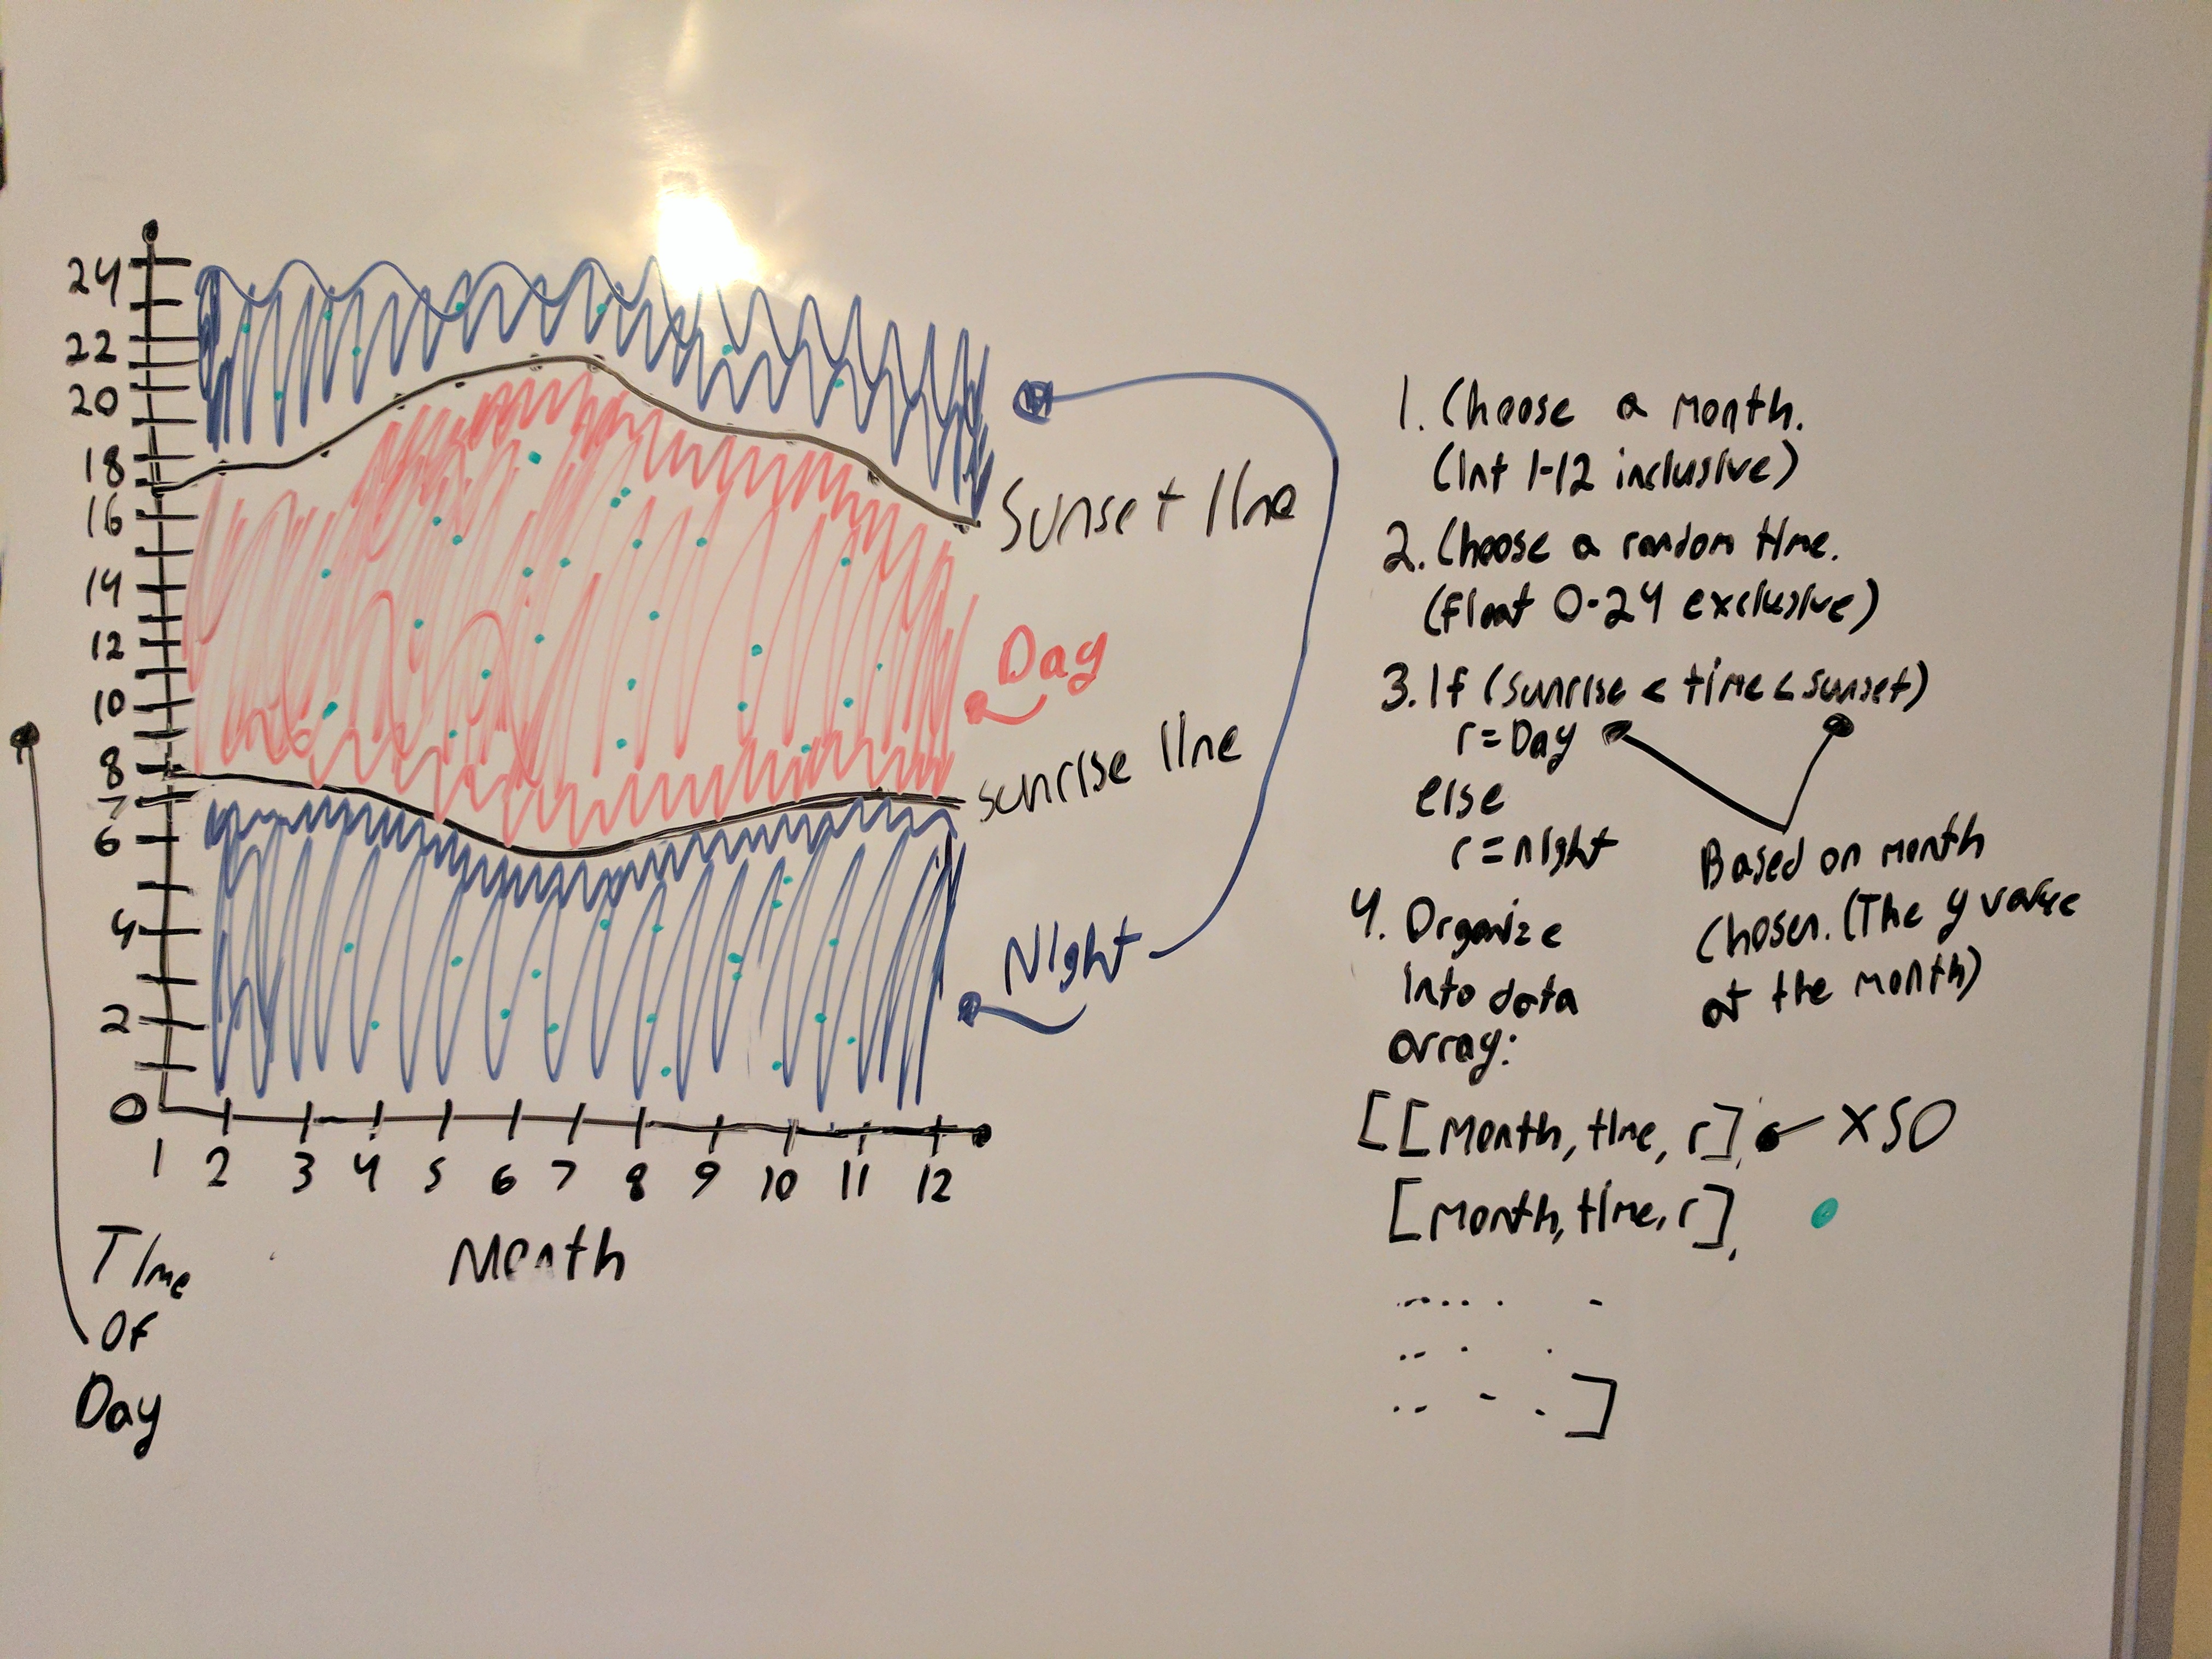 24
22
20
18
16
14
12
10
8
7
6
4
2
0
1 2 3 4 5 6 7 8 9 10 11 12
Month
Time
Of
Day
Sunset line
Day
sunrise line
Night
1. Choose a month.
(Int 1-12 inclusive)
2. Choose a random time.
(Float 0-24 exclusive)
3. If (sunrise < time < sunset)
r = Day
else
r = night
Based on month
chosen. (The y value
at the month)
4. Organize
into data
array:
[[Month, time, r], X50
[Month, time, r],
]